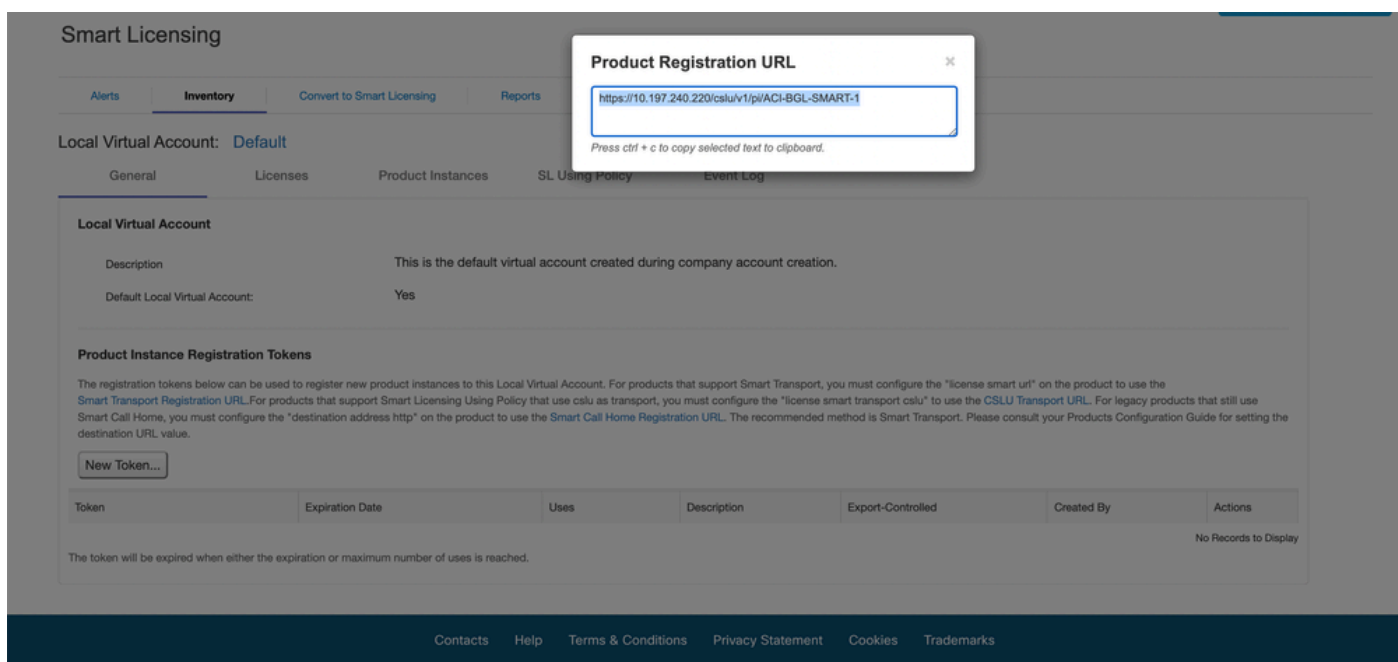 Smart Licensing
Product Registration URL
×
https://10.197.240.220/cslu/v1/pi/ACI-BGL-SMART-1
Press ctrl + c to copy selected text to clipboard.
Alerts
Inventory
Convert to Smart Licensing
Reports
Local Virtual Account: Default
General
Licenses
Product Instances
SL Using Policy
Event Log
Local Virtual Account
Description
This is the default virtual account created during company account creation.
Default Local Virtual Account:
Yes
Product Instance Registration Tokens
The registration tokens below can be used to register new product instances to this Local Virtual Account. For products that support Smart Transport, you must configure the "license smart url" on the product to use the
Smart Transport Registration URL.For products that support Smart Licensing Using Policy that use cslu as transport, you must configure the "license smart transport cslu" to use the CSLU Transport URL. For legacy products that still use
Smart Call Home, you must configure the "destination address http" on the product to use the Smart Call Home Registration URL. The recommended method is Smart Transport. Please consult your Products Configuration Guide for setting the
destination URL value.
New Token...
Token
Expiration Date
Uses
Description
Export-Controlled
Created By
Actions
No Records to Display
The token will be expired when either the expiration or maximum number of uses is reached.
Contacts
Help
Terms & Conditions
Privacy Statement
Cookies
Trademarks